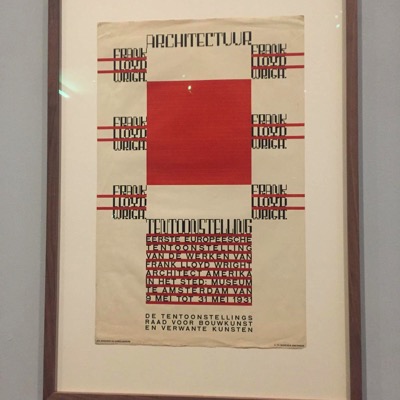 ARCHITECTUUR
FRANK
LLOYD
WRIGHT
FRANK
LLOYD
WRIGHT
FRANK
LLOYD
WRIGHT
FRANK
LLOYD
WRIGHT
FRANK
LLOYD
WRIGHT
FRANK
LLOYD
WRIGHT
TENTOONSTELLING
EERSTE EUROPEESCHE
TENTOONSTELLING
VAN DE WERKEN VAN
FRANK LLOYD WRIGHT
ARCHITECT AMERIKA
IN HET STED: MUSEUM
TE AMSTERDAM VAN
9 MEI TOT 31 MEI 1931
DE TENTOONSTELLINGS
RAAD VOOR BOUWKUNST
EN VERWANTE KUNSTEN